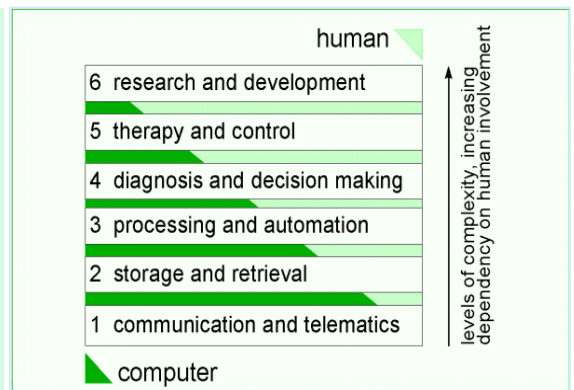 human
6 research and development
5 therapy and control
4 diagnosis and decision making
3 processing and automation
2 storage and retrieval
1 communication and telematics
computer
levels of complexity, increasing
dependency on human involvement